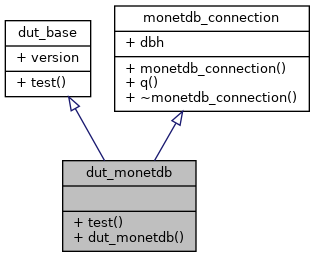 dut_base
+ version
+ test()
monetdb_connection
+ dbh
+ monetdb_connection()
+ q()
+ ~monetdb_connection()
dut_monetdb
+ test()
+ dut_monetdb()